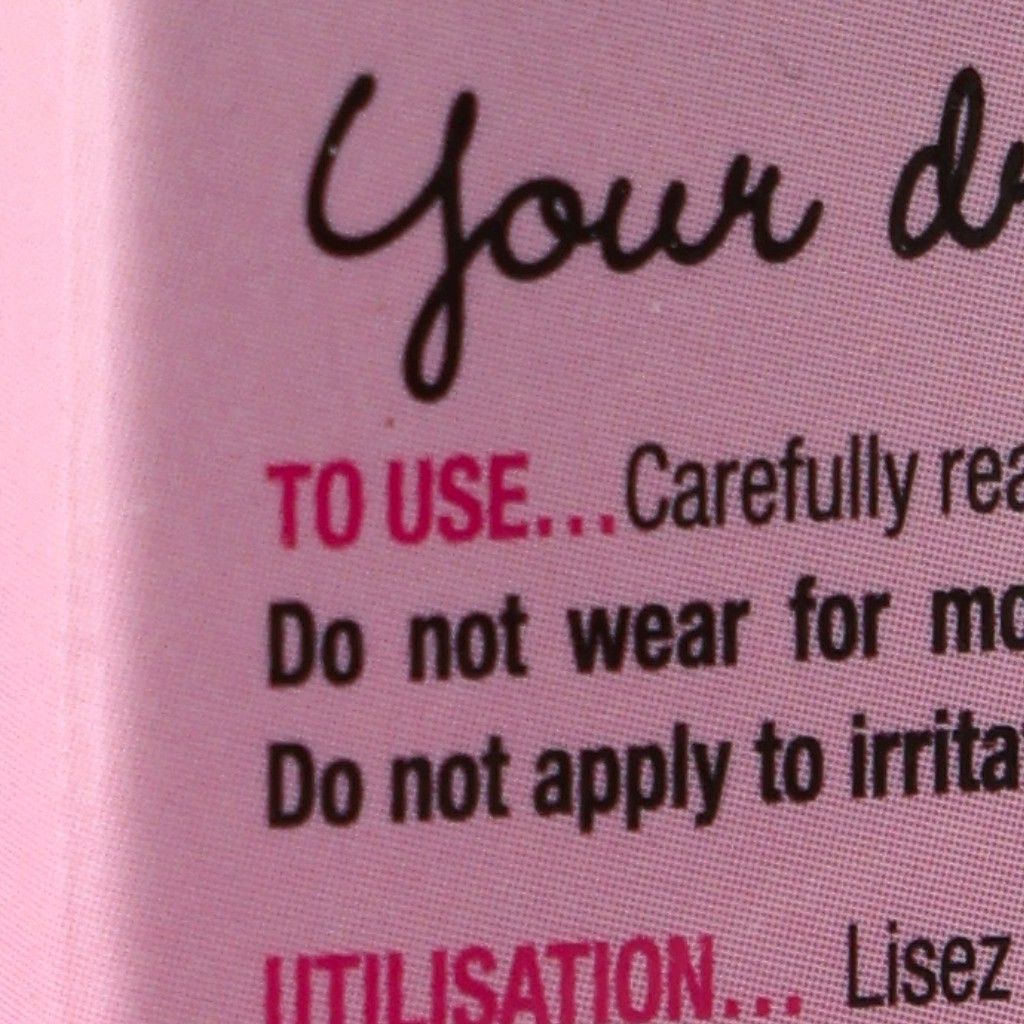 Your
TO USE...Carefully
Do not wear for
Do not apply to
UTILISATION... Lisez